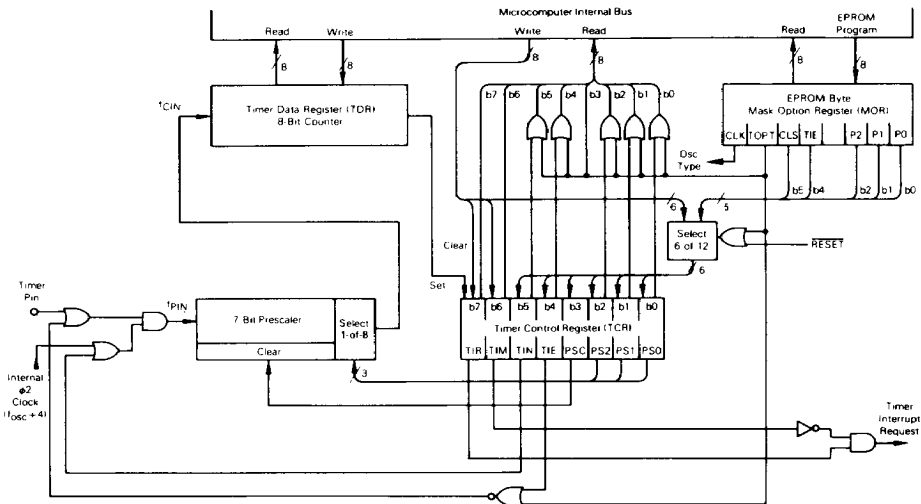 Microcomputer Internal Bus
Read
Write
Write
Read
Read
EPROM
Program
8
8
8
8
8
8
fCIN
Timer Data Register (TDR)
8-Bit Counter
b7
b6
b5
b4
b3
b2
b1
b0
EPROM Byte
Mask Option Register (MOR)
CLK
TOPT
CLS
TIE
P2
P1
P0
Osc
Type
b5
b4
b2
b1
b0
6
5
Select
6 of 12
RESET
Clear
6
Set
Timer
Pin
fPIN
7 Bit Prescaler
Select
1-of-8
Clear
3
b7
b6
b5
b4
b3
b2
b1
b0
Timer Control Register (TCR)
TIR
TIM
TIN
TIE
PSC
PS2
PS1
PS0
Internal
φ2
Clock
(fOSC ÷ 4)
Timer
Interrupt
Request